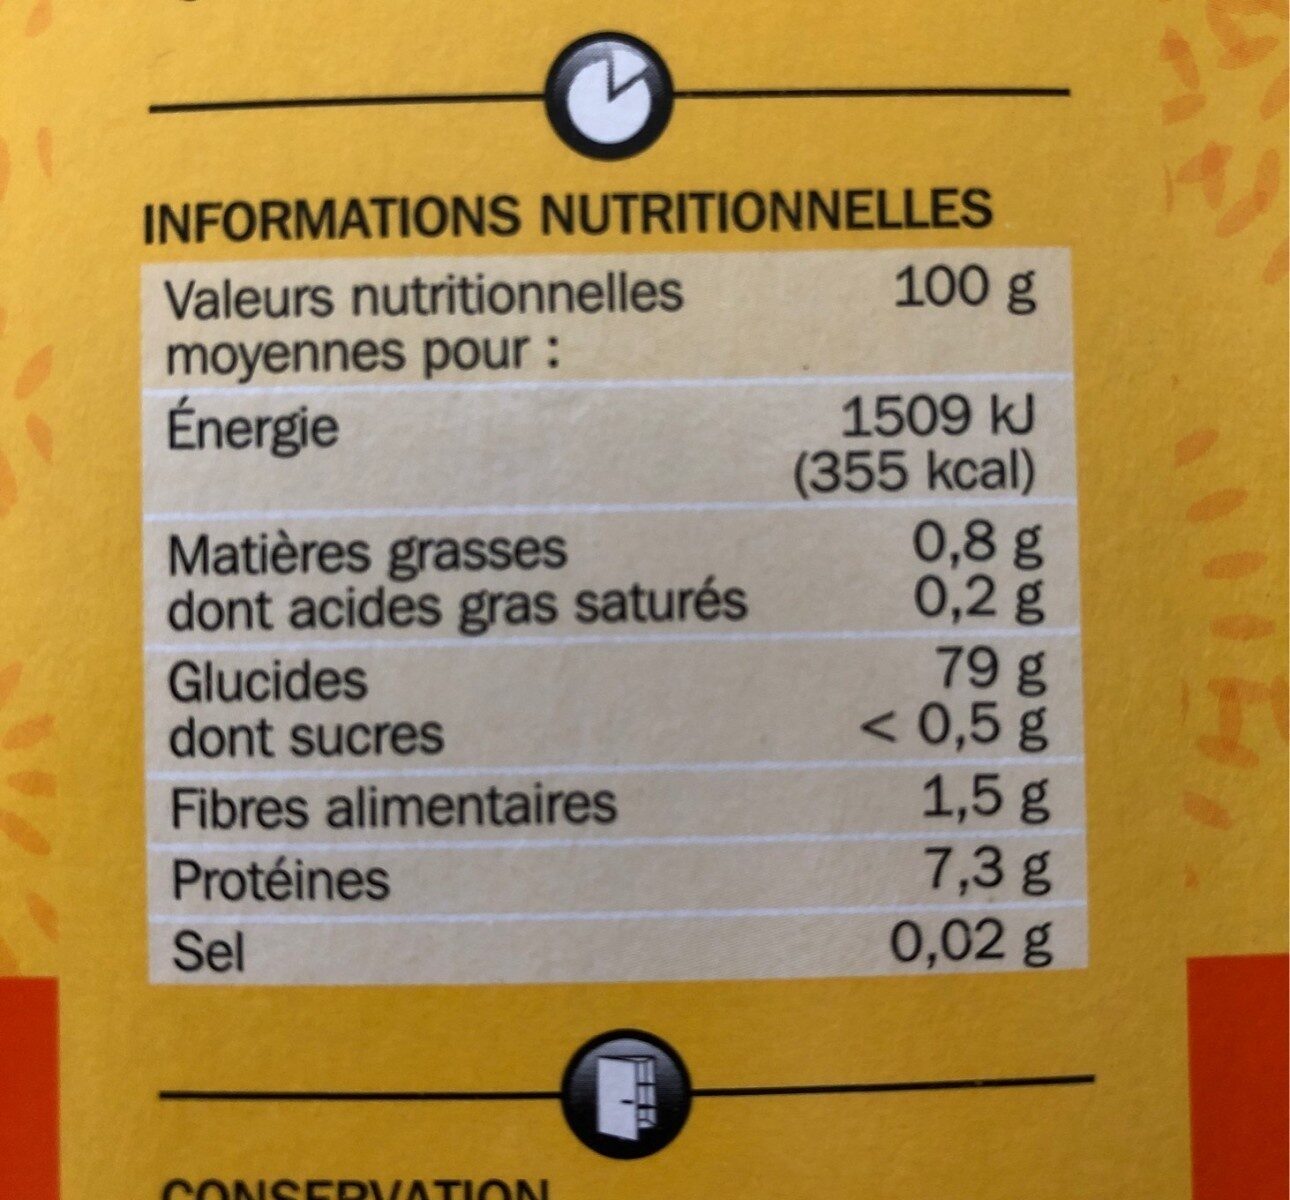 INFORMATIONS NUTRITIONNELLES
Valeurs nutritionnelles 100 g
moyennes pour :
Énergie 1509 kJ
(355 kcal)
Matières grasses 0,8 g
dont acides gras saturés 0,2 g
Glucides 79 g
dont sucres < 0,5 g
Fibres alimentaires 1,5 g
Protéines 7,3 g
Sel 0,02 g
CONSERVATION